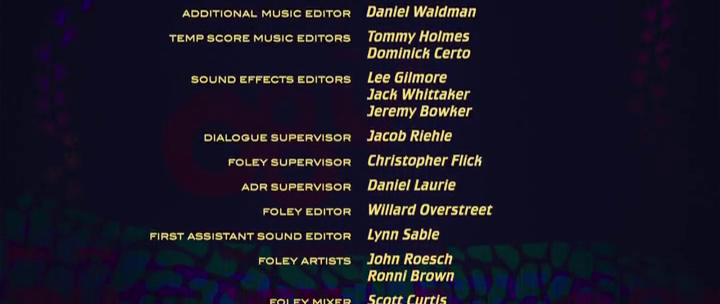 ADDITIONAL MUSIC EDITOR Daniel Waldman
TEMP SCORE MUSIC EDITORS Tommy Holmes
Dominick Certo
SOUND EFFECTS EDITORS Lee Gilmore
Jack Whittaker
Jeremy Bowker
DIALOGUE SUPERVISOR Jacob Riehle
FOLEY SUPERVISOR Christopher Flick
ADR SUPERVISOR Daniel Laurie
FOLEY EDITOR Willard Overstreet
FIRST ASSISTANT SOUND EDITOR Lynn Sable
FOLEY ARTISTS John Roesch
Ronni Brown
FOLEY MIXER Scott Curtis